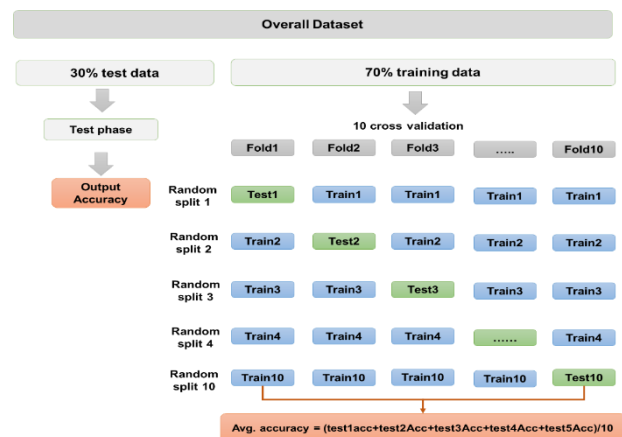 Overall Dataset
30% test data
70% training data
Test phase
10 cross validation
Output
Accuracy
Fold1 Fold2 Fold3 ..... Fold10
Random
split 1
Test1 Train1 Train1 Train1 Train1
Random
split 2
Train2 Test2 Train2 Train2 Train2
Random
split 3
Train3 Train3 Test3 Train3 Train3
Random
split 4
Train4 Train4 Train4 ...... Train4
Random
split 10
Train10 Train10 Train10 Train10 Test10
Avg. accuracy = (test1acc+test2Acc+test3Acc+test4Acc+test5Acc)/10